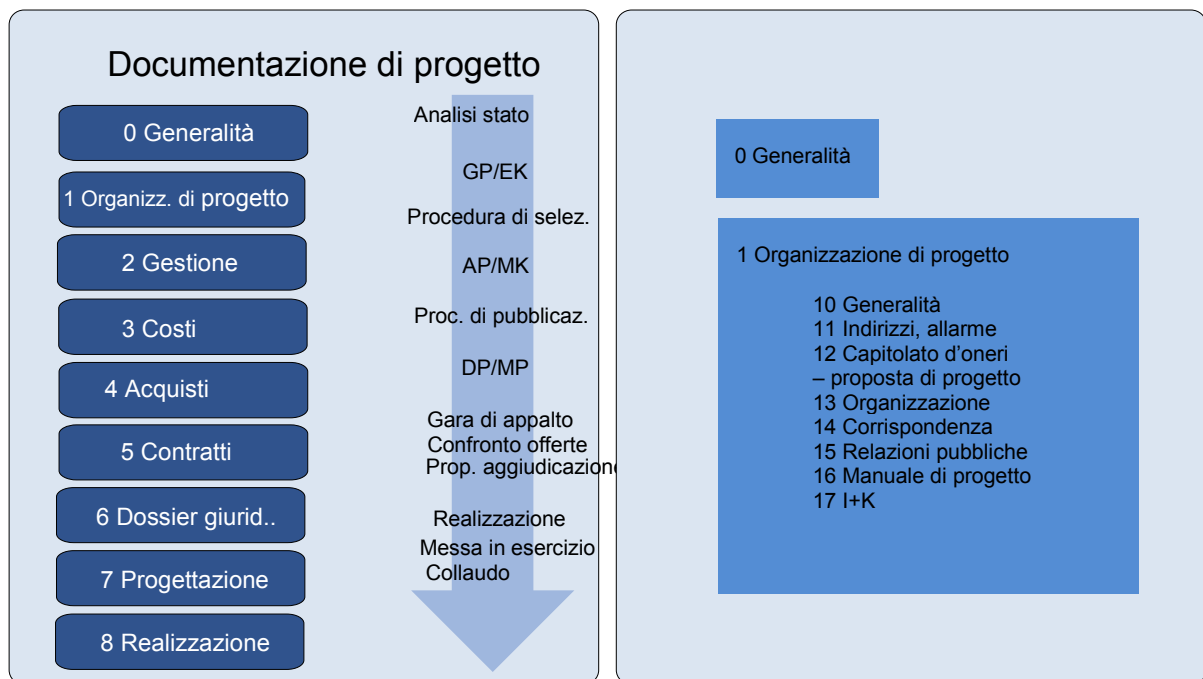 Documentazione di progetto
0 Generalità
1 Organizz. di progetto
2 Gestione
3 Costi
4 Acquisti
5 Contratti
6 Dossier giurid..
7 Progettazione
8 Realizzazione
Analisi stato
GP/EK
Procedura di selez.
AP/MK
Proc. di pubblicaz.
DP/MP
Gara di appalto
Confronto offerte
Prop. aggiudicazione
Realizzazione
Messa in esercizio
Collaudo
0 Generalità
1 Organizzazione di progetto
10 Generalità
11 Indirizzi, allarme
12 Capitolato d’oneri
– proposta di progetto
13 Organizzazione
14 Corrispondenza
15 Relazioni pubbliche
16 Manuale di progetto
17 I+K